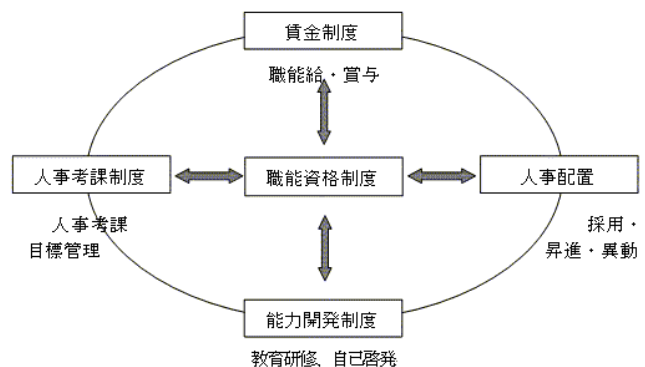 賃金制度
職能給・賞与
人事考課制度
職能資格制度
人事配置
人事考課
目標管理
採用・
昇進・異動
能力開発制度
教育研修、自己啓発